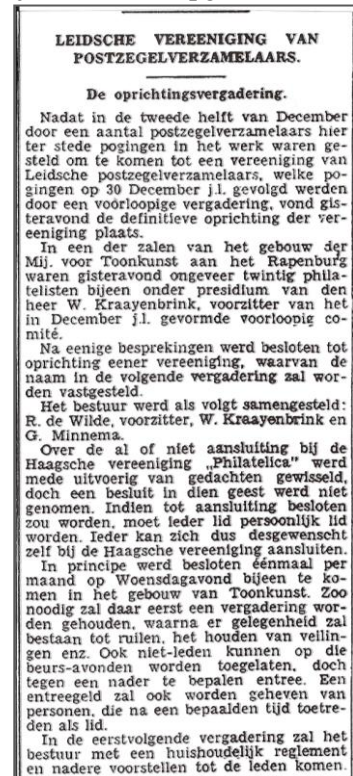 LEIDSCHE VEREENIGING VAN
POSTZEGELVERZAMELAARS.
De oprichtingsvergadering.
Nadat in de tweede helft van December
door een aantal postzegelverzamelaars hier
ter stede pogingen in het werk waren ge-
steld om te komen tot een vereeniging van
Leidsche postzegelverzamelaars, welke po-
gingen op 30 December j.l. gevolgd werden
door een voorloopige vergadering, vond gis-
teravond de definitieve oprichting der ver-
eeniging plaats.
In een der zalen van het gebouw der
Mij. voor Toonkunst aan het Rapenburg
waren gisteravond ongeveer twintig phila-
telisten bijeen onder presidium van den
heer W. Kraayenbrink, voorzitter van het
in December j.l. gevormde voorloopig co-
mité.
Na eenige besprekingen werd besloten tot
oprichting eener vereeniging, waarvan de
naam in de volgende vergadering zal wor-
den vastgesteld.
Het bestuur werd als volgt samengesteld:
R. de Wilde, voorzitter, W. Kraayenbrink en
G. Minnema.
Over de al of niet aansluiting bij de
Haagsche vereeniging „Philatelica" werd
mede uitvoerig van gedachten gewisseld,
doch een besluit in dien geest werd niet
genomen. Indien tot aansluiting besloten
zou worden, moet ieder lid persoonlijk lid
worden. Ieder kan zich dus desgewenscht
zelf bij de Haagsche vereeniging aansluiten.
In principe werd besloten éénmaal per
maand op Woensdagavond bijeen te ko-
men in het gebouw van Toonkunst. Zoo
noodig zal daar eerst een vergadering wor-
den gehouden, waarna er gelegenheid zal
bestaan tot ruilen, het houden van veilin-
gen enz. Ook niet-leden kunnen op die
beurs-avonden worden toegelaten, doch
tegen een nader te bepalen entree. Een
entreegeld zal ook worden geheven van
personen, die na een bepaalden tijd toetre-
den als lid.
In de eerstvolgende vergadering zal het
bestuur met een huishoudelijk reglement
en nadere voorstellen tot de leden komen.